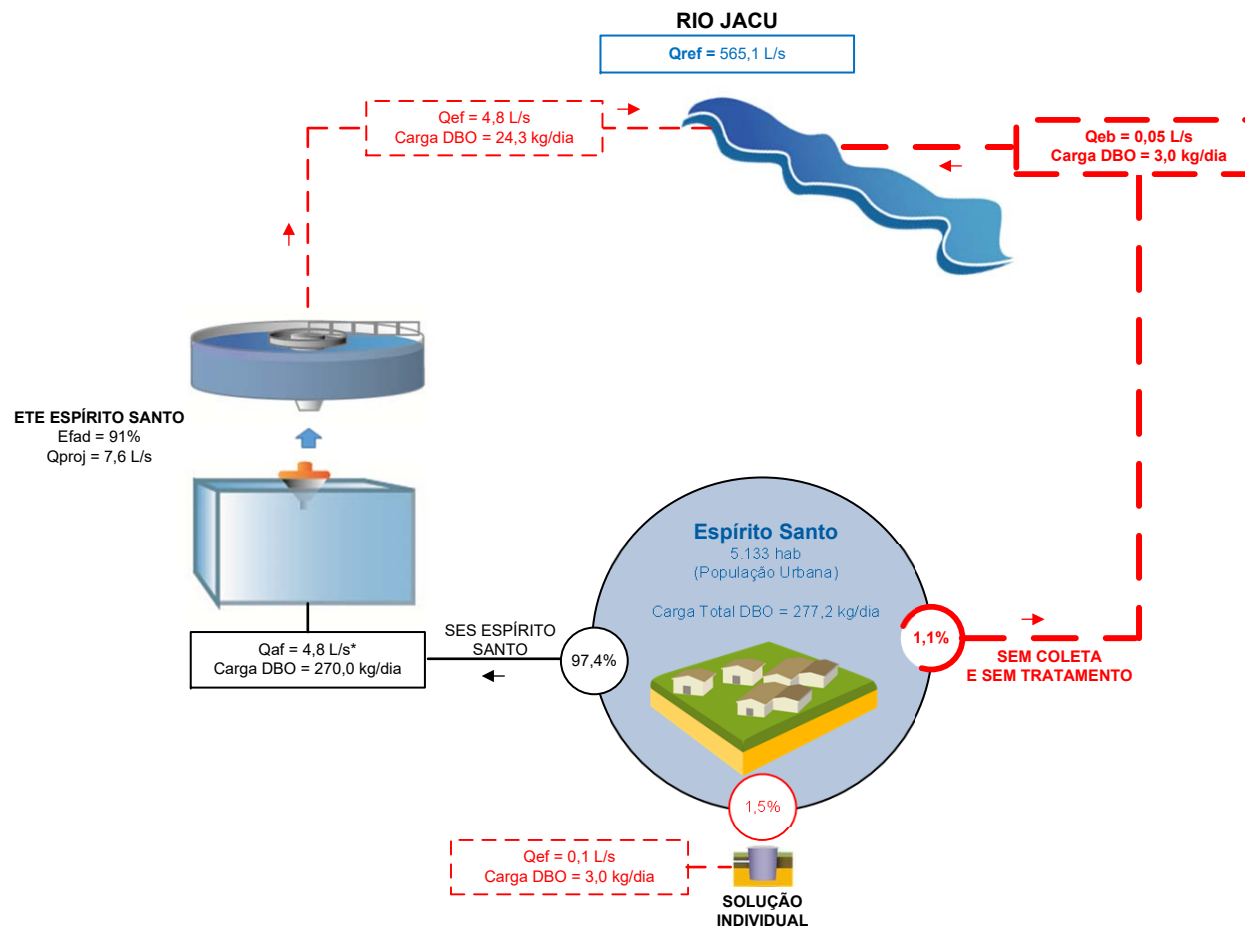 RIO JACU
Qref = 565,1 L/s
Qef = 4,8 L/s
Carga DBO = 24,3 kg/dia
Qeb = 0,05 L/s
Carga DBO = 3,0 kg/dia
ETE ESPÍRITO SANTO
Efad = 91%
Qproj = 7,6 L/s
Espírito Santo
5.133 hab
(População Urbana)
Carga Total DBO = 277,2 kg/dia
Qaf = 4,8 L/s*
Carga DBO = 270,0 kg/dia
SES ESPÍRITO
SANTO
97,4%
1,1%
SEM COLETA
E SEM TRATAMENTO
1,5%
Qef = 0,1 L/s
Carga DBO = 3,0 kg/dia
SOLUÇÃO
INDIVIDUAL